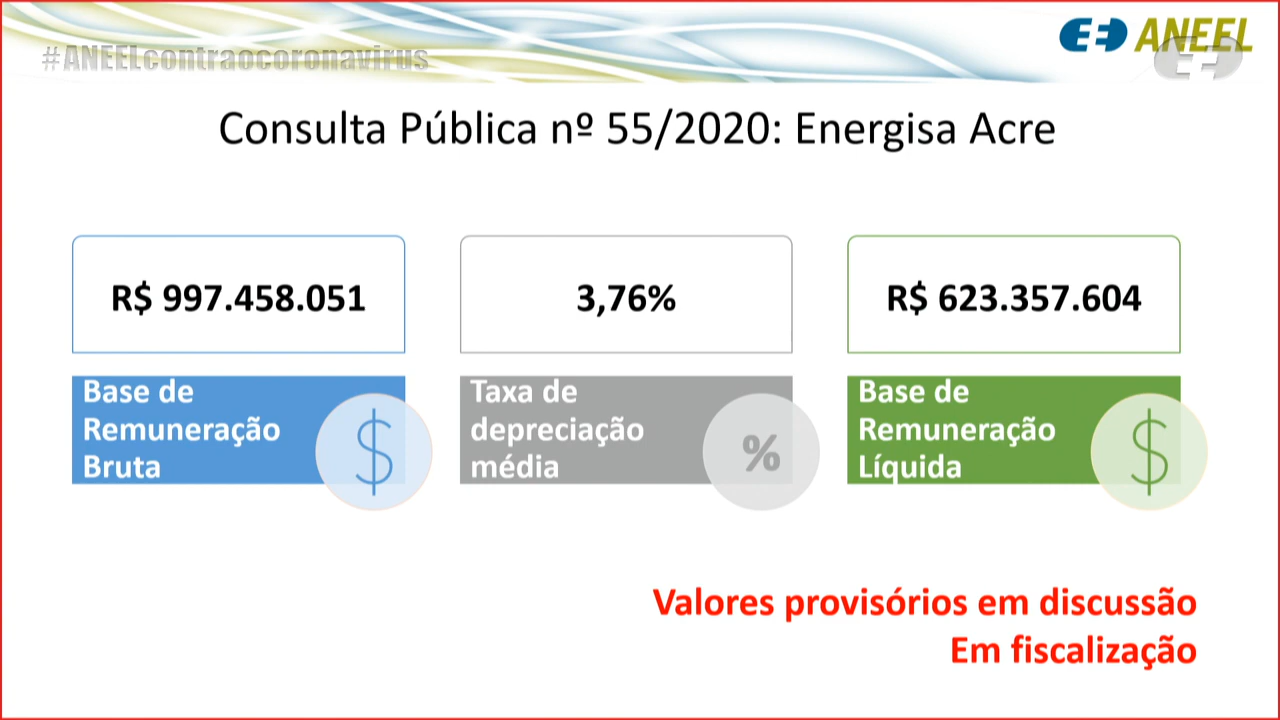 #ANEELcontraocoronavirus
ANEEL
Consulta Pública nº 55/2020: Energisa Acre
R$ 997.458.051
3,76%
R$ 623.357.604
Base de
Remuneração
Bruta
$
Taxa de
depreciação
média
%
Base de
Remuneração
Líquida
$
Valores provisórios em discussão
Em fiscalização